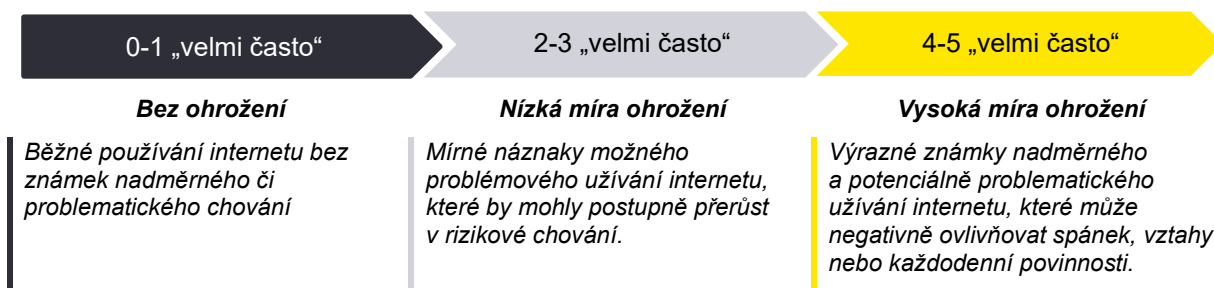 0-1 „velmi často“
2-3 „velmi často“
4-5 „velmi často“
Bez ohrožení
Nízká míra ohrožení
Vysoká míra ohrožení
Běžné používání internetu bez
známek nadměrného či
problematického chování
Mírné náznaky možného
problémového užívání internetu,
které by mohly postupně přerůst
v rizikové chování.
Výrazné známky nadměrného
a potenciálně problematického
užívání internetu, které může
negativně ovlivňovat spánek, vztahy
nebo každodenní povinnosti.